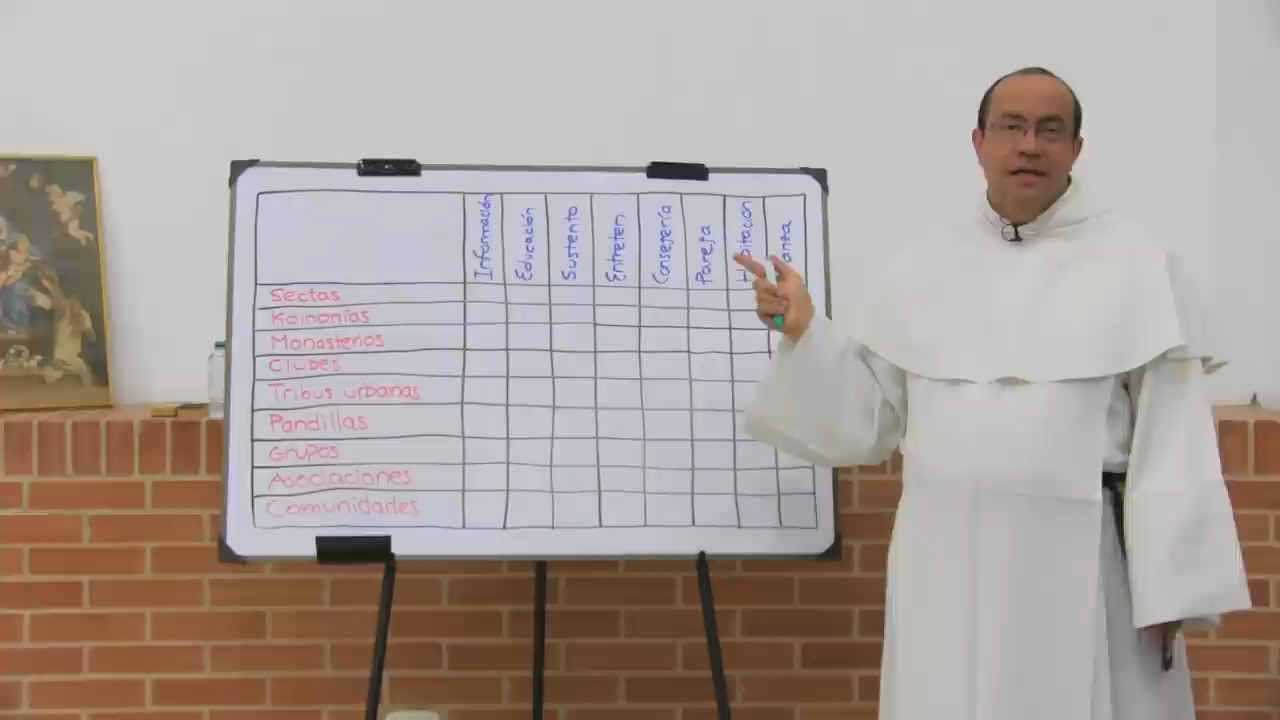 Información
Educación
Sustento
Entreten.
Consejería
Pareja
Sectas
Koinonías
Monasterios
Clubes
Tribus urbanas
Pandillas
Grupos
Asociaciones
Comunidades